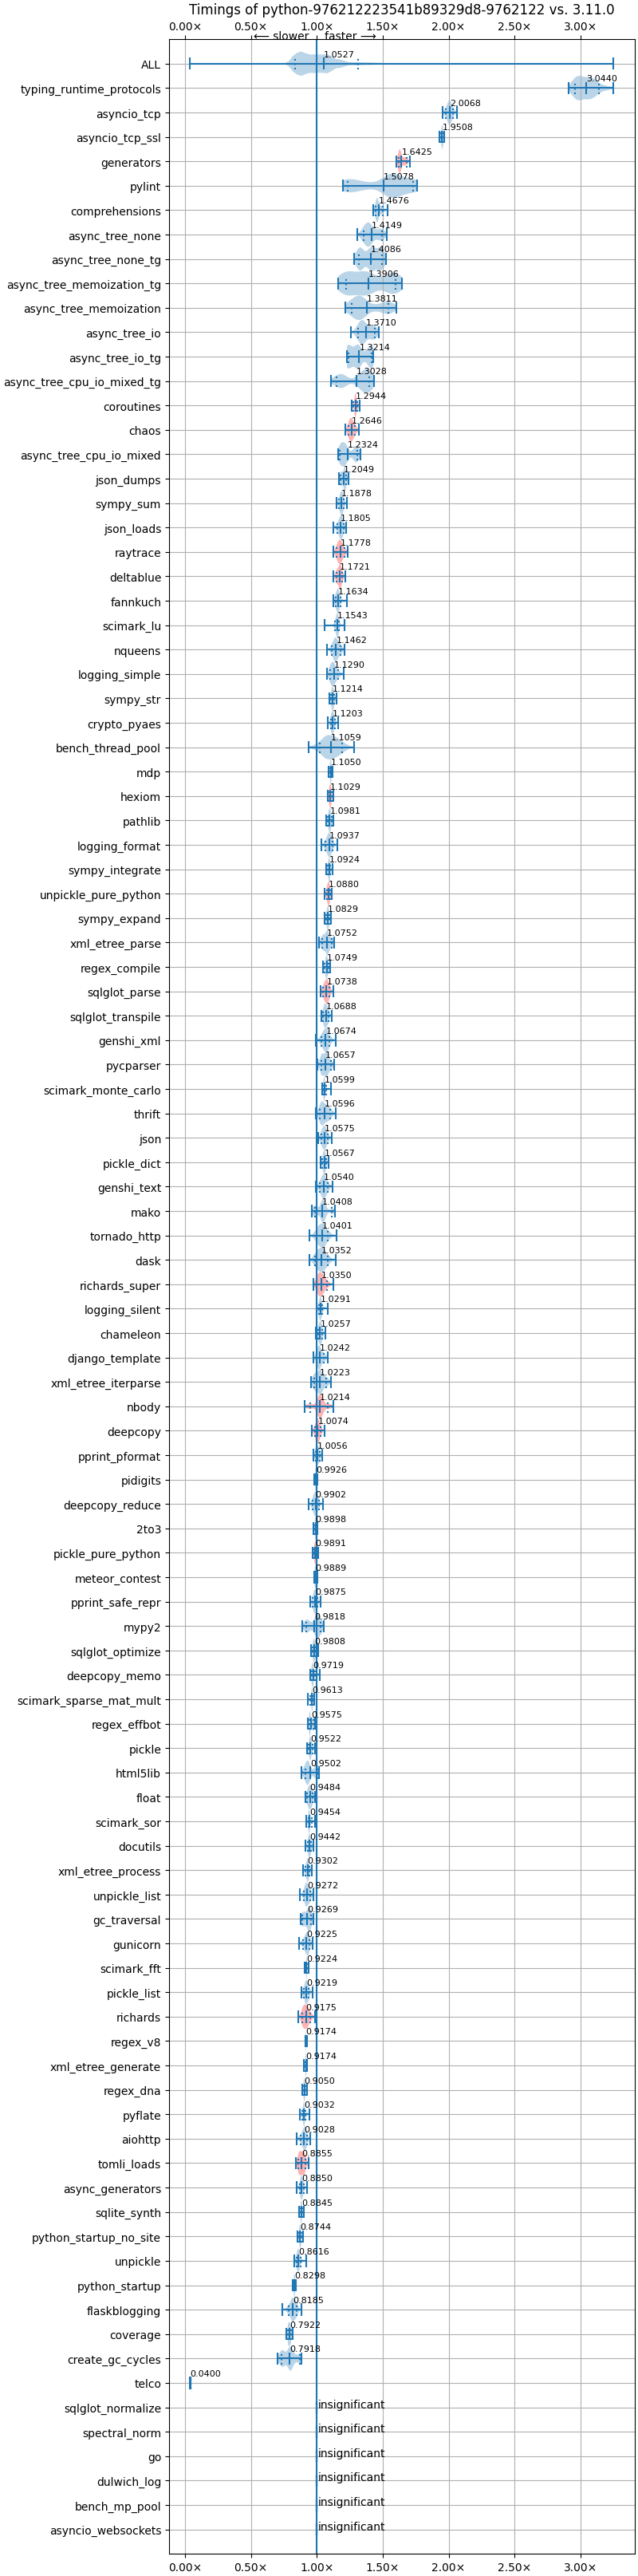 Timings of python-976212223541b89329d8-9762122 vs. 3.11.0
0.00× 0.50× 1.00× 1.50× 2.00× 2.50× 3.00×
⟵ slower faster ⟶
ALL 1.0527
typing_runtime_protocols 3.0440
asyncio_tcp 2.0068
asyncio_tcp_ssl 1.9508
generators 1.6425
pylint 1.5078
comprehensions 1.4676
async_tree_none 1.4149
async_tree_none_tg 1.4086
async_tree_memoization_tg 1.3906
async_tree_memoization 1.3811
async_tree_io 1.3710
async_tree_io_tg 1.3214
async_tree_cpu_io_mixed_tg 1.3028
coroutines 1.2944
chaos 1.2646
async_tree_cpu_io_mixed 1.2324
json_dumps 1.2049
sympy_sum 1.1878
json_loads 1.1805
raytrace 1.1778
deltablue 1.1721
fannkuch 1.1634
scimark_lu 1.1543
nqueens 1.1462
logging_simple 1.1290
sympy_str 1.1214
crypto_pyaes 1.1203
bench_thread_pool 1.1059
mdp 1.1050
hexiom 1.1029
pathlib 1.0981
logging_format 1.0937
sympy_integrate 1.0924
unpickle_pure_python 1.0880
sympy_expand 1.0829
xml_etree_parse 1.0752
regex_compile 1.0749
sqlglot_parse 1.0738
sqlglot_transpile 1.0688
genshi_xml 1.0674
pycparser 1.0657
scimark_monte_carlo 1.0599
thrift 1.0596
json 1.0575
pickle_dict 1.0567
genshi_text 1.0540
mako 1.0408
tornado_http 1.0401
dask 1.0352
richards_super 1.0350
logging_silent 1.0291
chameleon 1.0257
django_template 1.0242
xml_etree_iterparse 1.0223
nbody 1.0214
deepcopy 1.0074
pprint_pformat 1.0056
pidigits 0.9926
deepcopy_reduce 0.9902
2to3 0.9898
pickle_pure_python 0.9891
meteor_contest 0.9889
pprint_safe_repr 0.9875
mypy2 0.9818
sqlglot_optimize 0.9808
deepcopy_memo 0.9719
scimark_sparse_mat_mult 0.9613
regex_effbot 0.9575
pickle 0.9522
html5lib 0.9502
float 0.9484
scimark_sor 0.9454
docutils 0.9442
xml_etree_process 0.9302
unpickle_list 0.9272
gc_traversal 0.9269
gunicorn 0.9225
scimark_fft 0.9224
pickle_list 0.9219
richards 0.9175
regex_v8 0.9174
xml_etree_generate 0.9174
regex_dna 0.9050
pyflate 0.9032
aiohttp 0.9028
tomli_loads 0.8855
async_generators 0.8850
sqlite_synth 0.8845
python_startup_no_site 0.8744
unpickle 0.8616
python_startup 0.8298
flaskblogging 0.8185
coverage 0.7922
create_gc_cycles 0.7918
telco 0.0400
sqlglot_normalize insignificant
spectral_norm insignificant
go insignificant
dulwich_log insignificant
bench_mp_pool insignificant
asyncio_websockets insignificant
0.00× 0.50× 1.00× 1.50× 2.00× 2.50× 3.00×